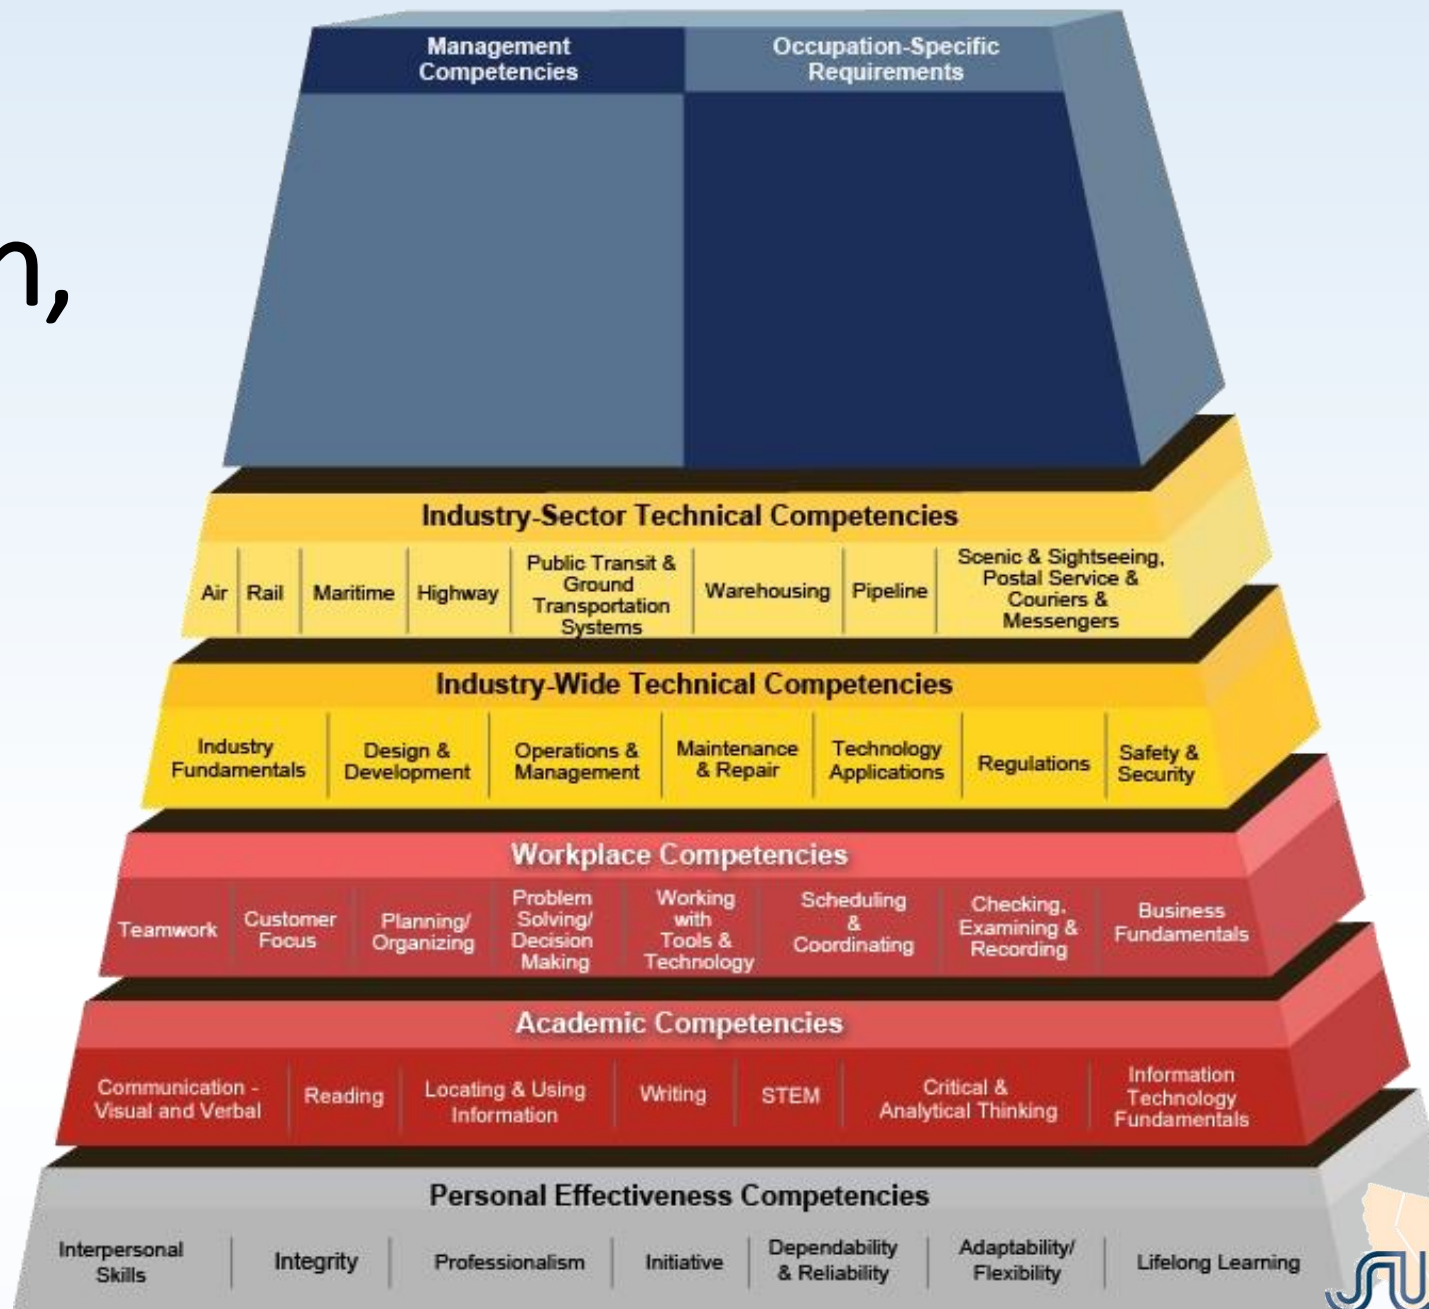 n,
Management
Competencies
Occupation-Specific
Requirements
Industry-Sector Technical Competencies
Air
Rail
Maritime
Highway
Public Transit &
Ground
Transportation
Systems
Warehousing
Pipeline
Scenic & Sightseeing,
Postal Service &
Couriers &
Messengers
Industry-Wide Technical Competencies
Industry
Fundamentals
Design &
Development
Operations &
Management
Maintenance
& Repair
Technology
Applications
Regulations
Safety &
Security
Workplace Competencies
Teamwork
Customer
Focus
Planning/
Organizing
Problem
Solving/
Decision
Making
Working
with
Tools &
Technology
Scheduling
&
Coordinating
Checking,
Examining &
Recording
Business
Fundamentals
Academic Competencies
Communication -
Visual and Verbal
Reading
Locating & Using
Information
Writing
STEM
Critical &
Analytical Thinking
Information
Technology
Fundamentals
Personal Effectiveness Competencies
Interpersonal
Skills
Integrity
Professionalism
Initiative
Dependability
& Reliability
Adaptability/
Flexibility
Lifelong Learning